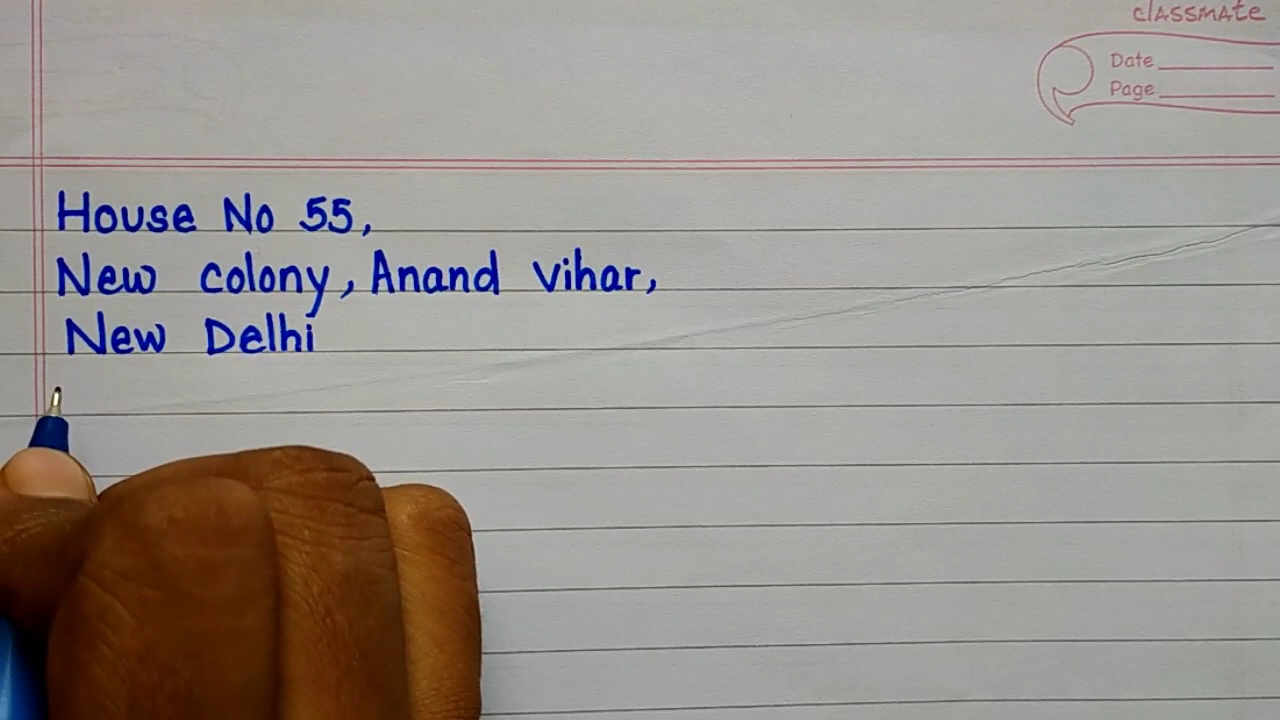 classmate
Date
Page
House No 55,
New colony, Anand vihar,
New Delhi